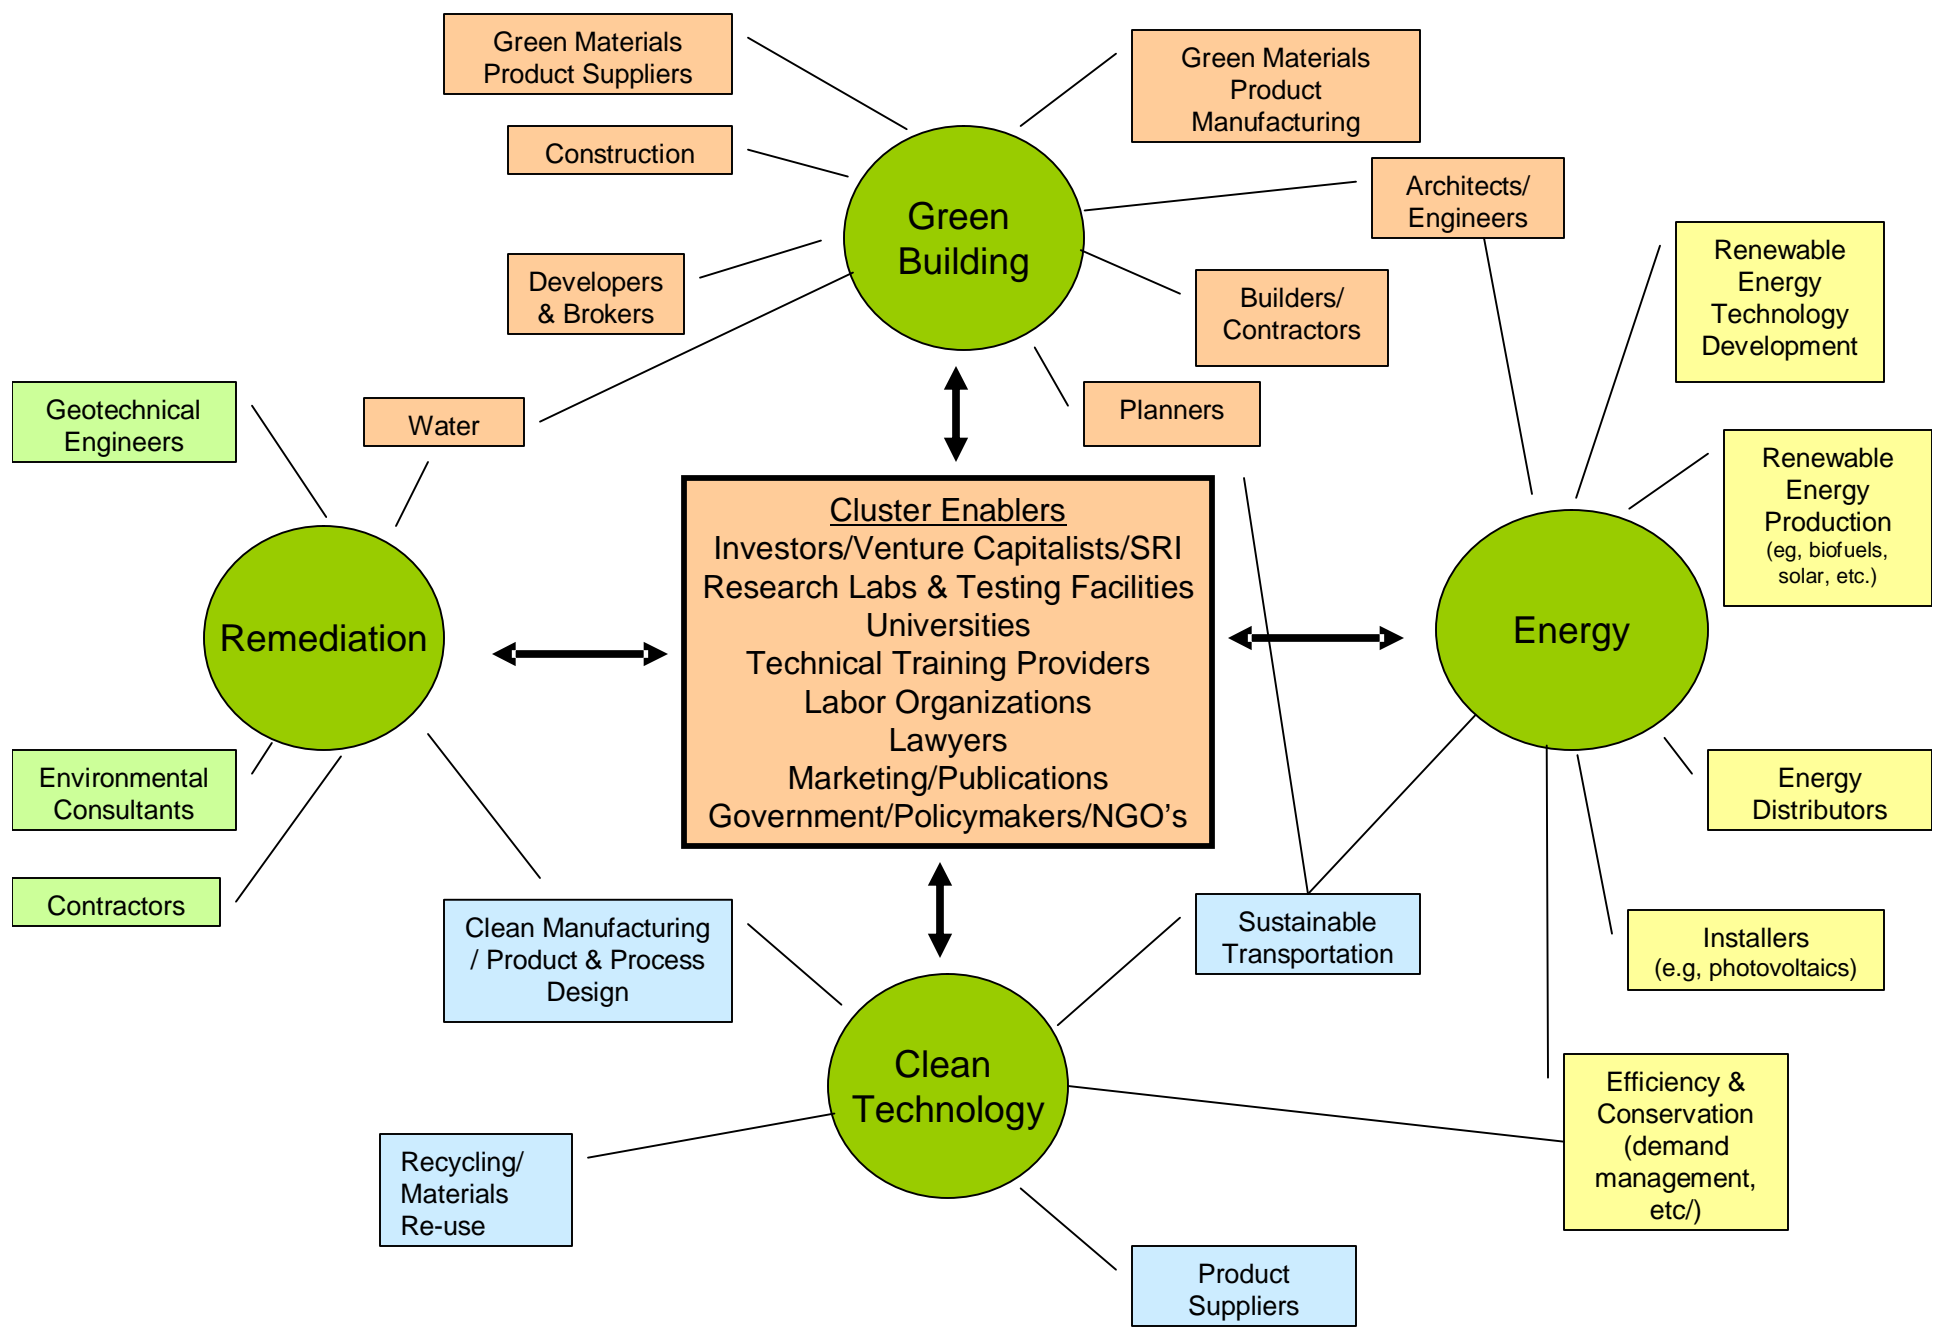 Green Materials
Product Suppliers
Green Materials
Product
Manufacturing
Construction
Architects/
Engineers
Green
Building
Developers
& Brokers
Builders/
Contractors
Renewable
Energy
Technology
Development
Geotechnical
Engineers
Water
Planners
Renewable
Energy
Production
(eg, biofuels,
solar, etc.)
Cluster Enablers
Investors/Venture Capitalists/SRI
Research Labs & Testing Facilities
Universities
Technical Training Providers
Labor Organizations
Lawyers
Marketing/Publications
Government/Policymakers/NGO’s
Remediation
Energy
Environmental
Consultants
Energy
Distributors
Contractors
Clean Manufacturing
/ Product & Process
Design
Sustainable
Transportation
Installers
(e.g, photovoltaics)
Clean
Technology
Efficiency &
Conservation
(demand
management,
etc/)
Recycling/
Materials
Re-use
Product
Suppliers